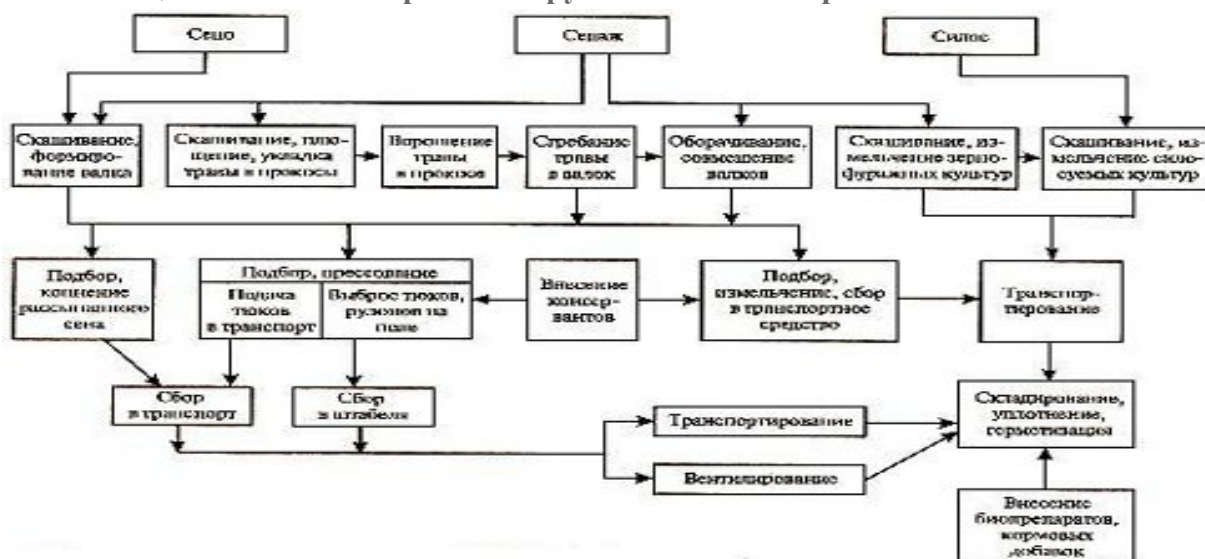 Сено
Сенаж
Силос
Скашивание,
формиро-
вание валка
Скашивание, плю-
щение, укладка
травы в прокосы
Ворошение
травы
в прокосе
Сгребание
травы
в валок
Оборачивание,
совмещение
валков
Скашивание, из-
мельчение зерно-
фуражных культур
Скашивание, из-
мельчение сило-
суемых культур
Подбор,
копнение
рассыпанного
сена
Подбор, прессование
Подача
тюков
в транспорт
Выброс тюков,
рулонов на
поле
Внесение
консер-
вантов
Подбор,
измельчение, сбор
в транспортное
средство
Транспор-
тирование
Сбор
в транспорт
Сбор
в штабеля
Транспортирование
Вентилирование
Складирование,
уплотнение,
герметизация
Внесение
биопрепаратов,
кормовых
добавок